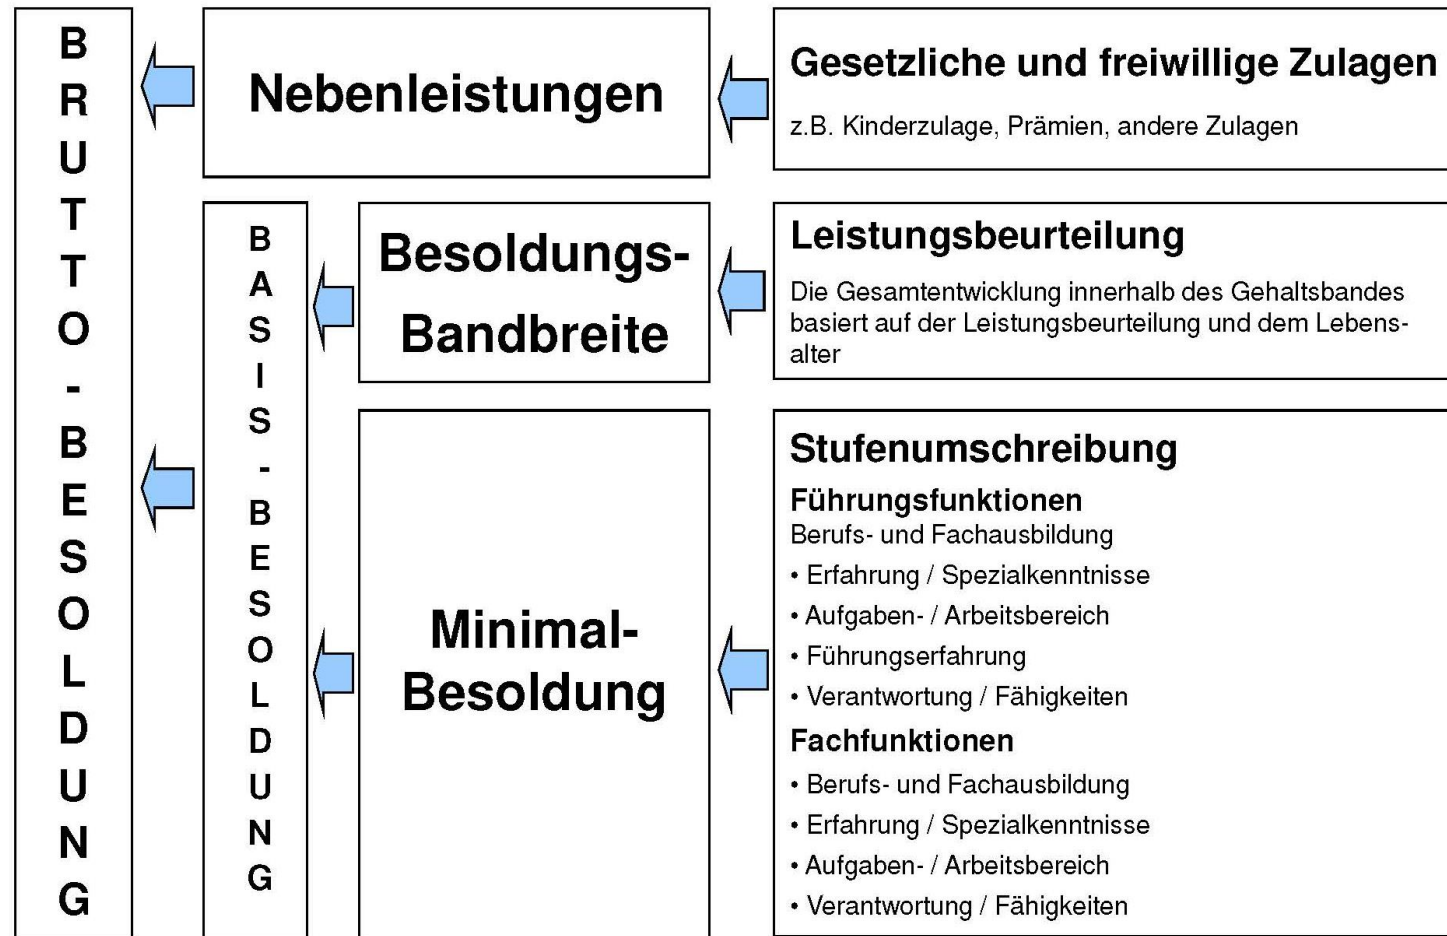 BRUTTO-BESOLDUNG
Nebenleistungen
Gesetzliche und freiwillige Zulagen
z.B. Kinderzulage, Prämien, andere Zulagen
BASIS-BESOLDUNG
Besoldungs-
Bandbreite
Leistungsbeurteilung
Die Gesamtentwicklung innerhalb des Gehaltsbandes
basiert auf der Leistungsbeurteilung und dem Lebens-
alter
Minimal-
Besoldung
Stufenumschreibung
Führungsfunktionen
Berufs- und Fachausbildung
• Erfahrung / Spezialkenntnisse
• Aufgaben- / Arbeitsbereich
• Führungserfahrung
• Verantwortung / Fähigkeiten
Fachfunktionen
• Berufs- und Fachausbildung
• Erfahrung / Spezialkenntnisse
• Aufgaben- / Arbeitsbereich
• Verantwortung / Fähigkeiten